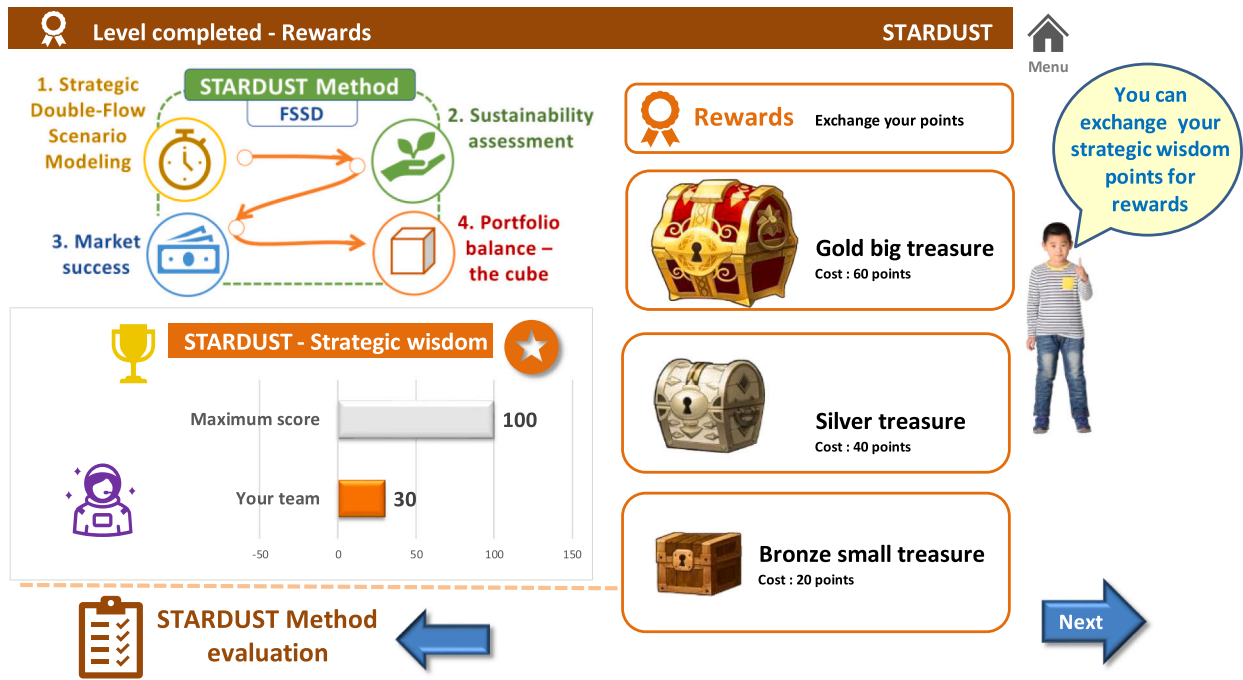 Level completed - Rewards
STARDUST
Menu
1. Strategic
Double-Flow
Scenario
Modeling
STARDUST Method
FSSD
2. Sustainability
assessment
3. Market
success
4. Portfolio
balance –
the cube
Rewards Exchange your points
You can
exchange your
strategic wisdom
points for
rewards
Gold big treasure
Cost : 60 points
STARDUST - Strategic wisdom
Maximum score 100
Your team 30
-50 0 50 100 150
Silver treasure
Cost : 40 points
Bronze small treasure
Cost : 20 points
STARDUST Method
evaluation
Next